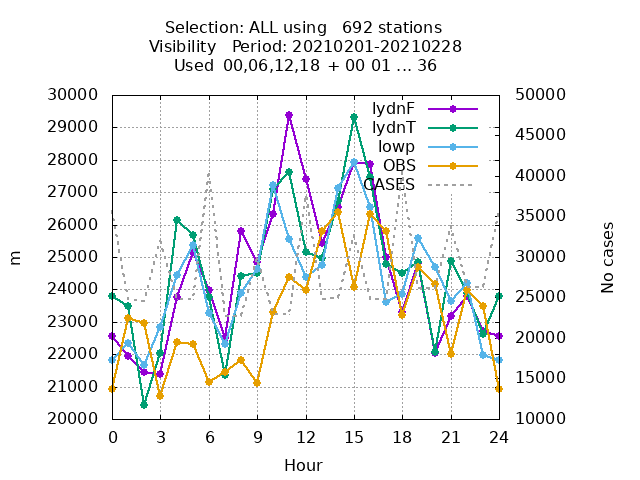 Selection: ALL using   692 stations
Visibility   Period: 20210201-20210228
Used 00,06,12,18 + 00 01 ... 36
30000
29000
28000
27000
26000
25000
24000
23000
22000
21000
20000
50000
45000
40000
35000
30000
25000
20000
15000
10000
lydnF
lydnT
lowp
OBS
CASES
m
No cases
0 3 6 9 12 15 18 21 24
Hour